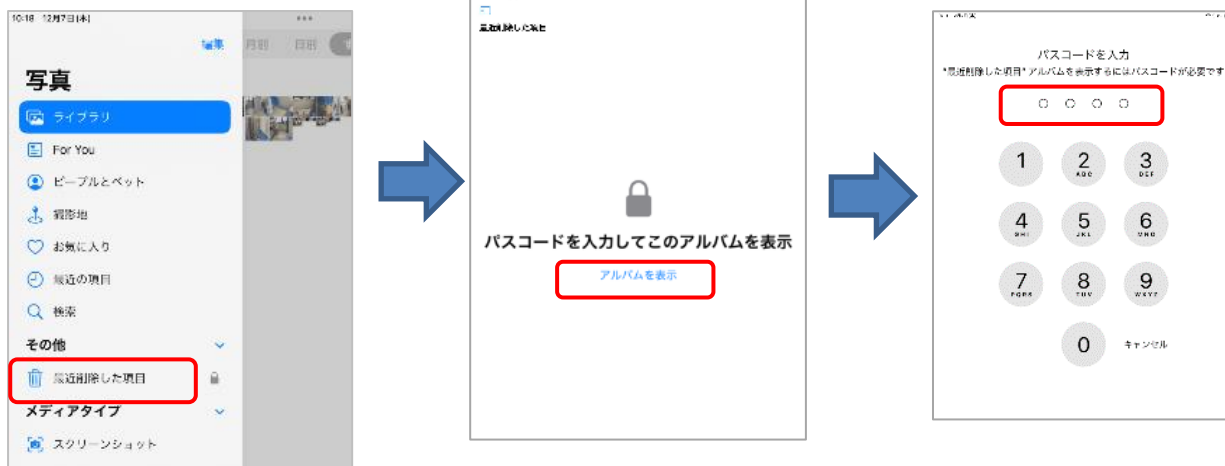 10:18 12月7日(木)
編集
月別 日別
写真
ライブラリ
For You
ピープルとペット
撮影地
お気に入り
最近の項目
検索
その他
最近削除した項目
メディアタイプ
スクリーンショット
最近削除した項目
パスコードを入力してこのアルバムを表示
アルバムを表示
パスコードを入力
"最近削除した項目" アルバムを表示するにはパスコードが必要です
1
2 ABC
3 DEF
4 GHI
5 JKL
6 MNO
7 PQRS
8 TUV
9 WXYZ
0 キャンセル